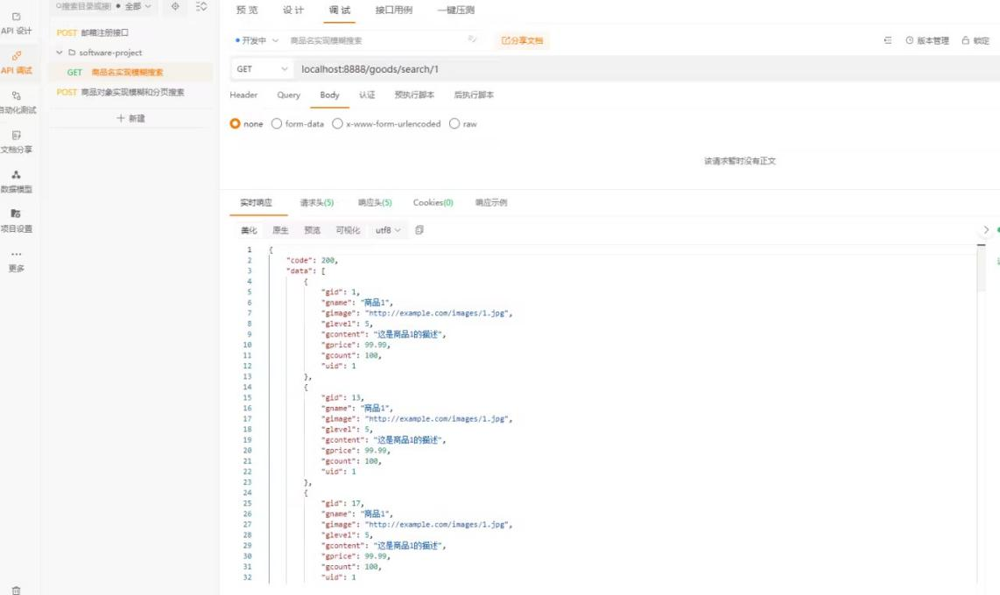 搜索目录或接
全部
API 设计
API 调试
自动化测试
文档分享
数据模型
项目设置
更多
POST 邮箱注册接口
software-project
GET 商品名实现模糊搜索
POST 商品对象实现模糊和分页搜索
新建
预览 设计 调试 接口用例 一键压测
开发中 商品名实现模糊搜索 分享文档 版本管理 锁定
GET localhost:8888/goods/search/1
Header Query Body 认证 预执行脚本 后执行脚本
none form-data x-www-form-urlencoded raw
该请求暂时没有正文
实时响应 请求头(5) 响应头(5) Cookies(0) 响应示例
美化 原生 预览 可视化 utf8
1 {
2 "code": 200,
3 "data": [
4 {
5 "gid": 1,
6 "gname": "商品1",
7 "gimage": "http://example.com/images/1.jpg",
8 "glevel": 5,
9 "gcontent": "这是商品1的描述",
10 "gprice": 99.99,
11 "gcount": 100,
12 "uid": 1
13 },
14 {
15 "gid": 13,
16 "gname": "商品1",
17 "gimage": "http://example.com/images/1.jpg",
18 "glevel": 5,
19 "gcontent": "这是商品1的描述",
20 "gprice": 99.99,
21 "gcount": 100,
22 "uid": 1
23 },
24 {
25 "gid": 17,
26 "gname": "商品1",
27 "gimage": "http://example.com/images/1.jpg",
28 "glevel": 5,
29 "gcontent": "这是商品1的描述",
30 "gprice": 99.99,
31 "gcount": 100,
32 "uid": 1